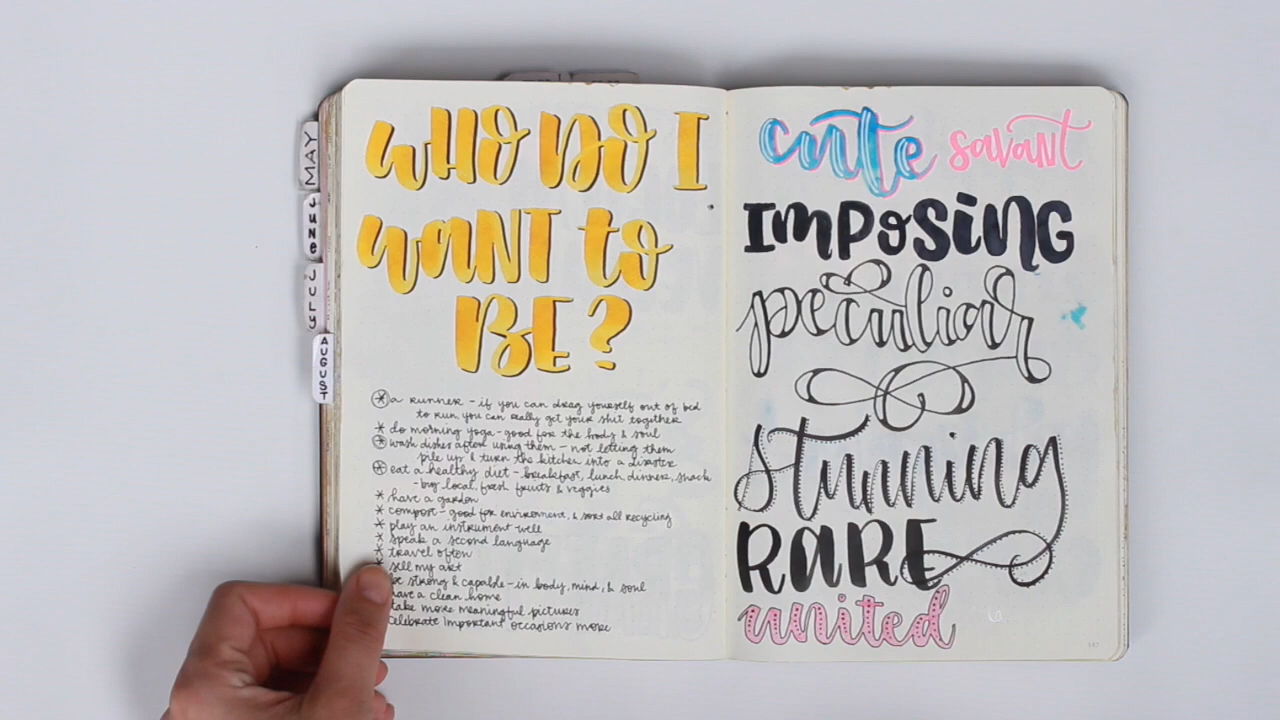 MAY
June
JULY
AUGUST
WHO DO I
WANT to
BE?
* a runner - if you can drag yourself out of bed
to run, you can really get your shit together
* do morning yoga - good for the body & soul
* wash dishes after using them - not letting them
pile up & turn the kitchen into a disaster
* eat a healthy diet - breakfast, lunch, dinner, snack
- buy local, fresh fruits & veggies
* have a garden
* compost - good for environment, & sort all recycling
* play an instrument well
* speak a second language
* travel often
* sell my art
be strong & capable - in body, mind, & soul
have a clean home
take more meaningful pictures
celebrate important occasions more
cute savant
IMPOSING
peculiar
stunning
RARE
united
147